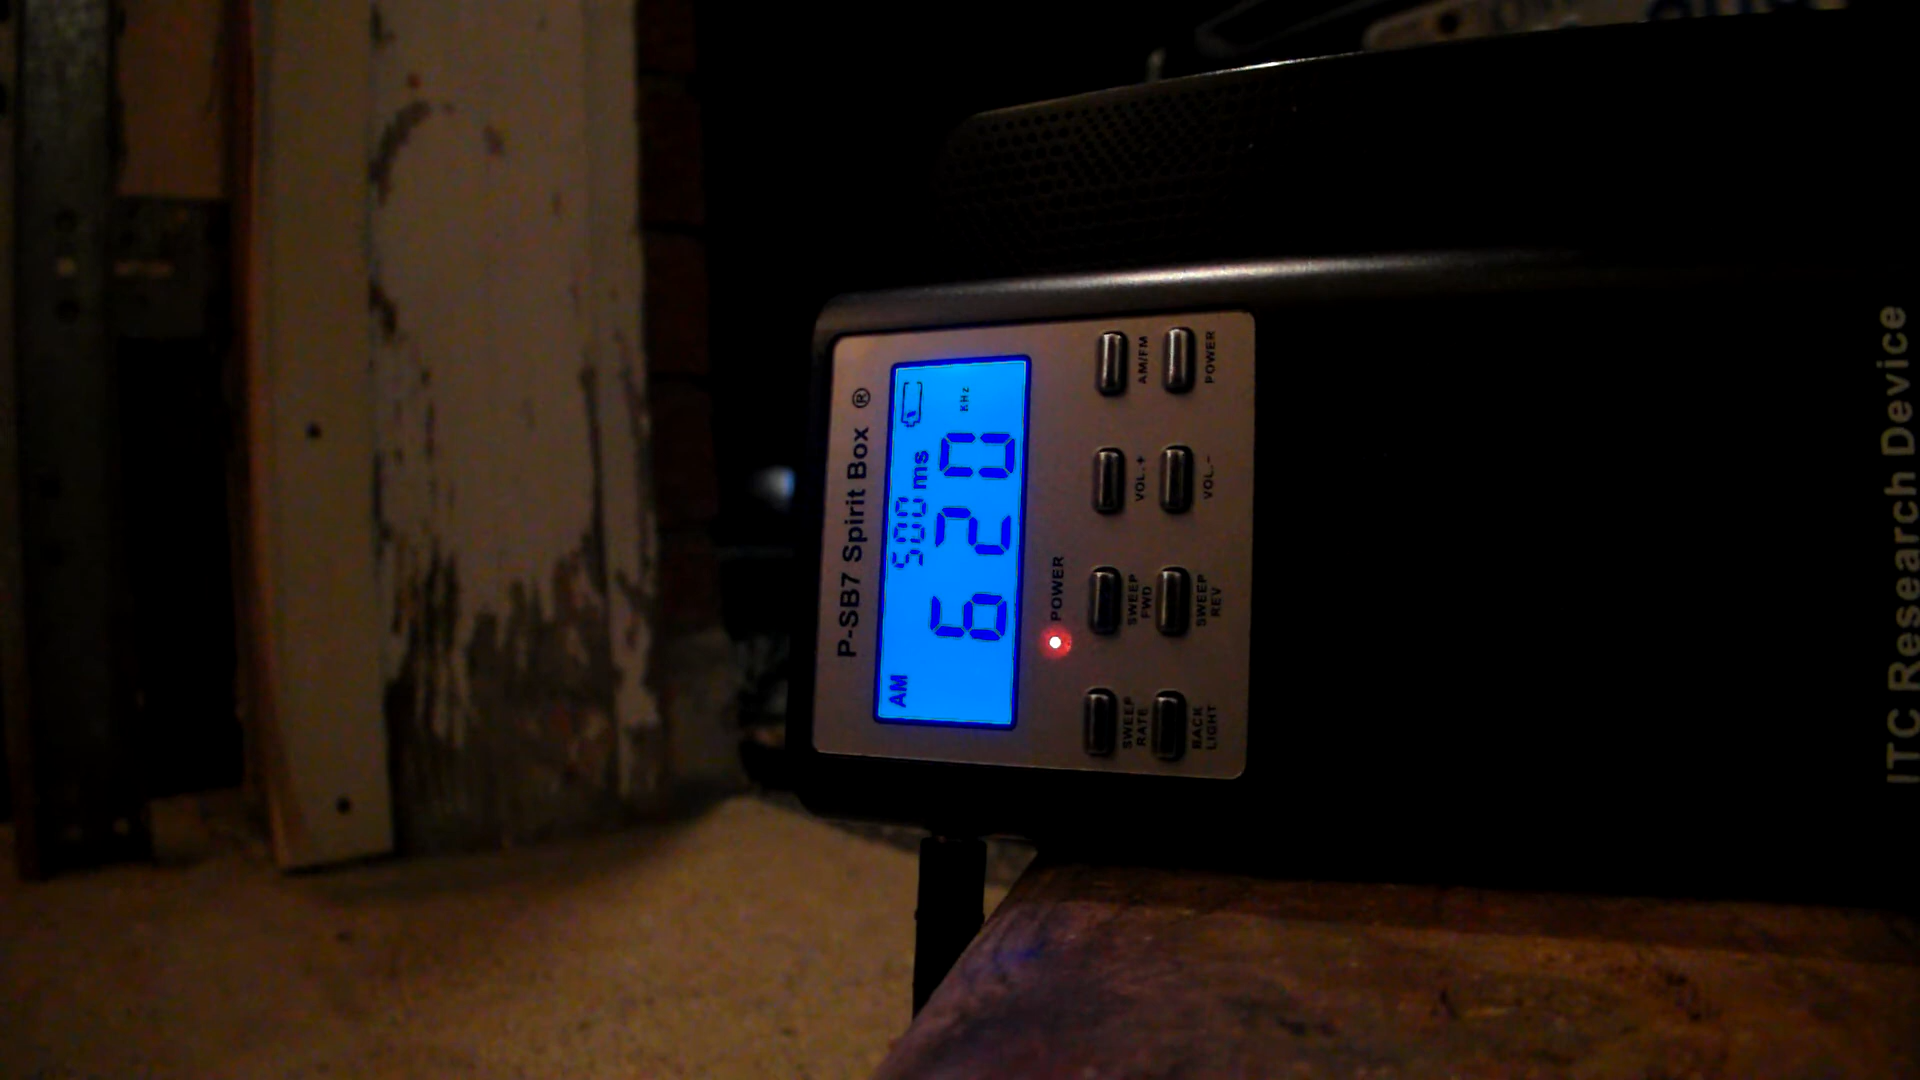 P-SB7 Spirit Box ®
AM 500 ms
620 KHz
POWER
SWEEP RATE
SWEEP FWD
VOL.+
AM/FM
BACK LIGHT
SWEEP REV
VOL.-
POWER
ITC Research Device